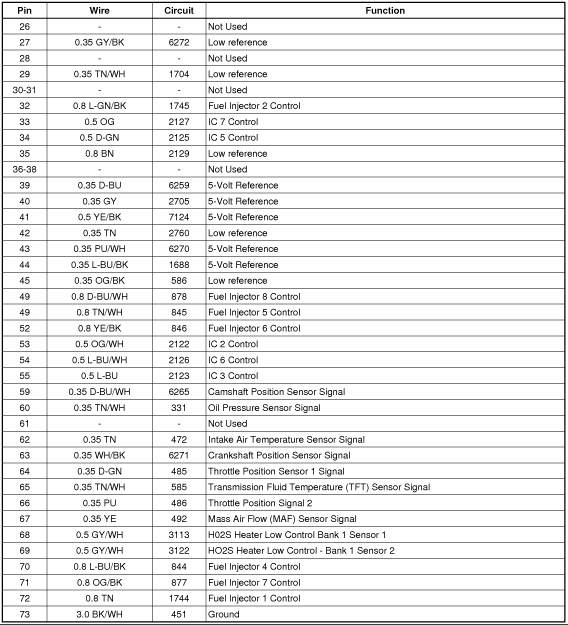 Pin Wire Circuit Function
26 - - Not Used
27 0.35 GY/BK 6272 Low reference
28 - - Not Used
29 0.35 TN/WH 1704 Low reference
30-31 - - Not Used
32 0.8 L-GN/BK 1745 Fuel Injector 2 Control
33 0.5 OG 2127 IC 7 Control
34 0.5 D-GN 2125 IC 5 Control
35 0.8 BN 2129 Low reference
36-38 - - Not Used
39 0.35 D-BU 6259 5-Volt Reference
40 0.35 GY 2705 5-Volt Reference
41 0.5 YE/BK 7124 5-Volt Reference
42 0.35 TN 2760 Low reference
43 0.35 PU/WH 6270 5-Volt Reference
44 0.35 L-BU/BK 1688 5-Volt Reference
45 0.35 OG/BK 586 Low reference
49 0.8 D-BU/WH 878 Fuel Injector 8 Control
49 0.8 TN/WH 845 Fuel Injector 5 Control
52 0.8 YE/BK 846 Fuel Injector 6 Control
53 0.5 OG/WH 2122 IC 2 Control
54 0.5 L-BU/WH 2126 IC 6 Control
55 0.5 L-BU 2123 IC 3 Control
59 0.35 D-BU/WH 6265 Camshaft Position Sensor Signal
60 0.35 TN/WH 331 Oil Pressure Sensor Signal
61 - - Not Used
62 0.35 TN 472 Intake Air Temperature Sensor Signal
63 0.35 WH/BK 6271 Crankshaft Position Sensor Signal
64 0.35 D-GN 485 Throttle Position Sensor 1 Signal
65 0.35 TN/WH 585 Transmission Fluid Temperature (TFT) Sensor Signal
66 0.35 PU 486 Throttle Position Signal 2
67 0.35 YE 492 Mass Air Flow (MAF) Sensor Signal
68 0.5 GY/WH 3113 H02S Heater Low Control Bank 1 Sensor 1
69 0.5 GY/WH 3122 HO2S Heater Low Control - Bank 1 Sensor 2
70 0.8 L-BU/BK 844 Fuel Injector 4 Control
71 0.8 OG/BK 877 Fuel Injector 7 Control
72 0.8 TN 1744 Fuel Injector 1 Control
73 3.0 BK/WH 451 Ground